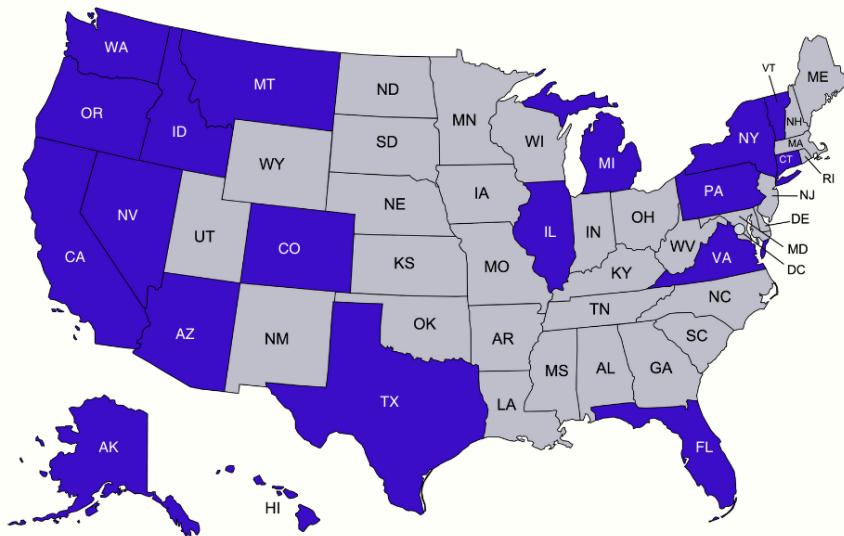 WA
MT
ND
MN
OR
ID
WY
SD
WI
MI
NY
VT
NH
ME
MA
CT
RI
NV
UT
CO
NE
IA
IL
IN
OH
PA
NJ
CA
KS
MO
KY
WV
VA
DE
MD
DC
AZ
NM
OK
AR
TN
NC
SC
TX
LA
MS
AL
GA
FL
AK
HI